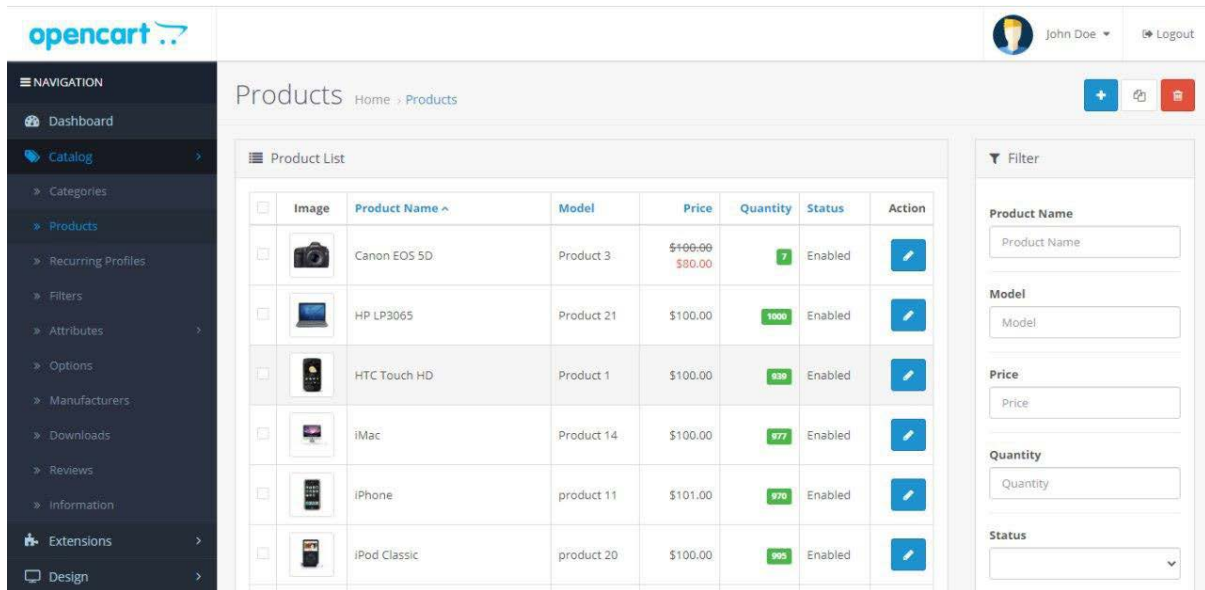 opencart
John Doe
Logout
NAVIGATION
Dashboard
Catalog
Categories
Products
Recurring Profiles
Filters
Attributes
Options
Manufacturers
Downloads
Reviews
Information
Extensions
Design
Products Home › Products
Product List
Image Product Name Model Price Quantity Status Action
Canon EOS 5D Product 3 $100.00 $80.00 7 Enabled
HP LP3065 Product 21 $100.00 1000 Enabled
HTC Touch HD Product 1 $100.00 939 Enabled
iMac Product 14 $100.00 977 Enabled
iPhone product 11 $101.00 970 Enabled
iPod Classic product 20 $100.00 995 Enabled
Filter
Product Name
Product Name
Model
Model
Price
Price
Quantity
Quantity
Status